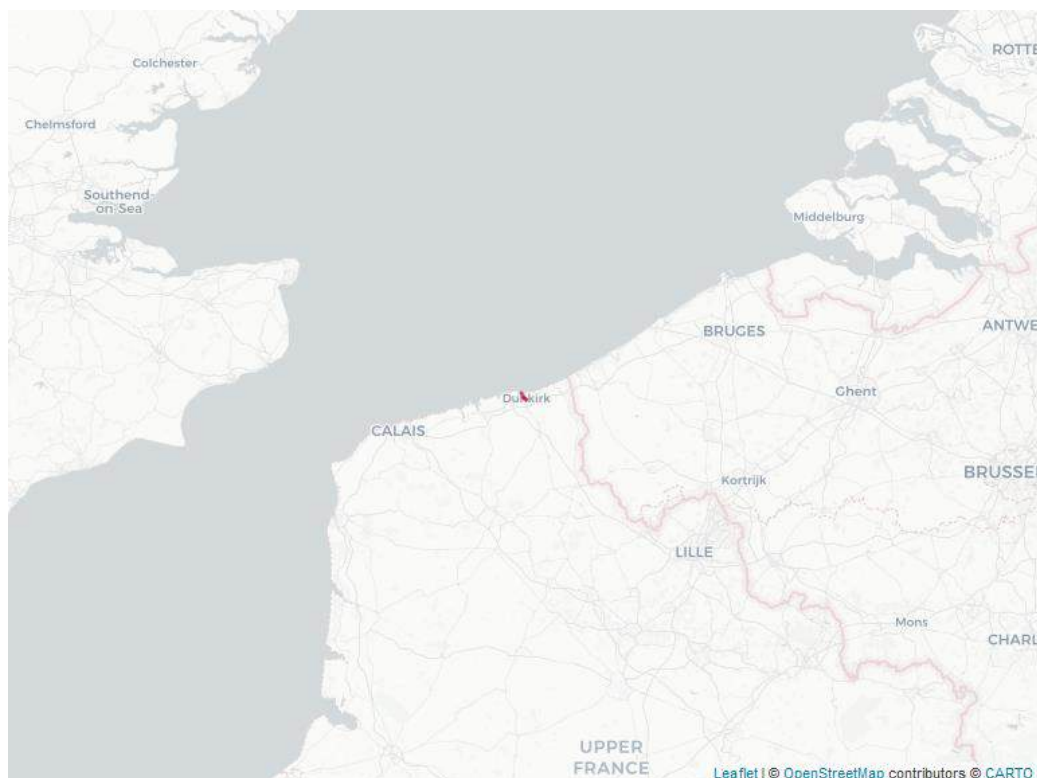 Colchester
ROTTE
Chelmsford
Southend-
on-Sea
Middelburg
BRUGES
ANTWE
Ghent
Dunkirk
CALAIS
BRUSSE
Kortrijk
LILLE
Mons
CHARL
UPPER
FRANCE
Leaflet | © OpenStreetMap contributors © CARTO